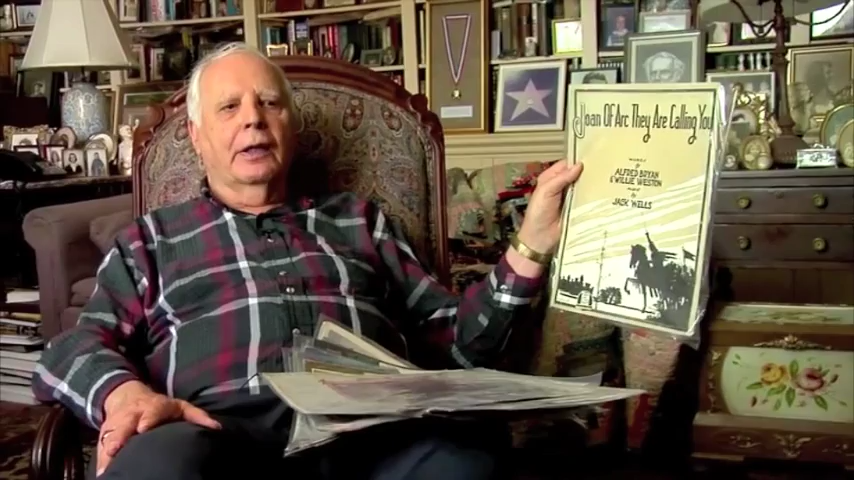 Joan Of Arc They Are Calling You
WORDS
By
ALFRED BRYAN
& WILLIE WESTON
MUSIC
By
JACK WELLS